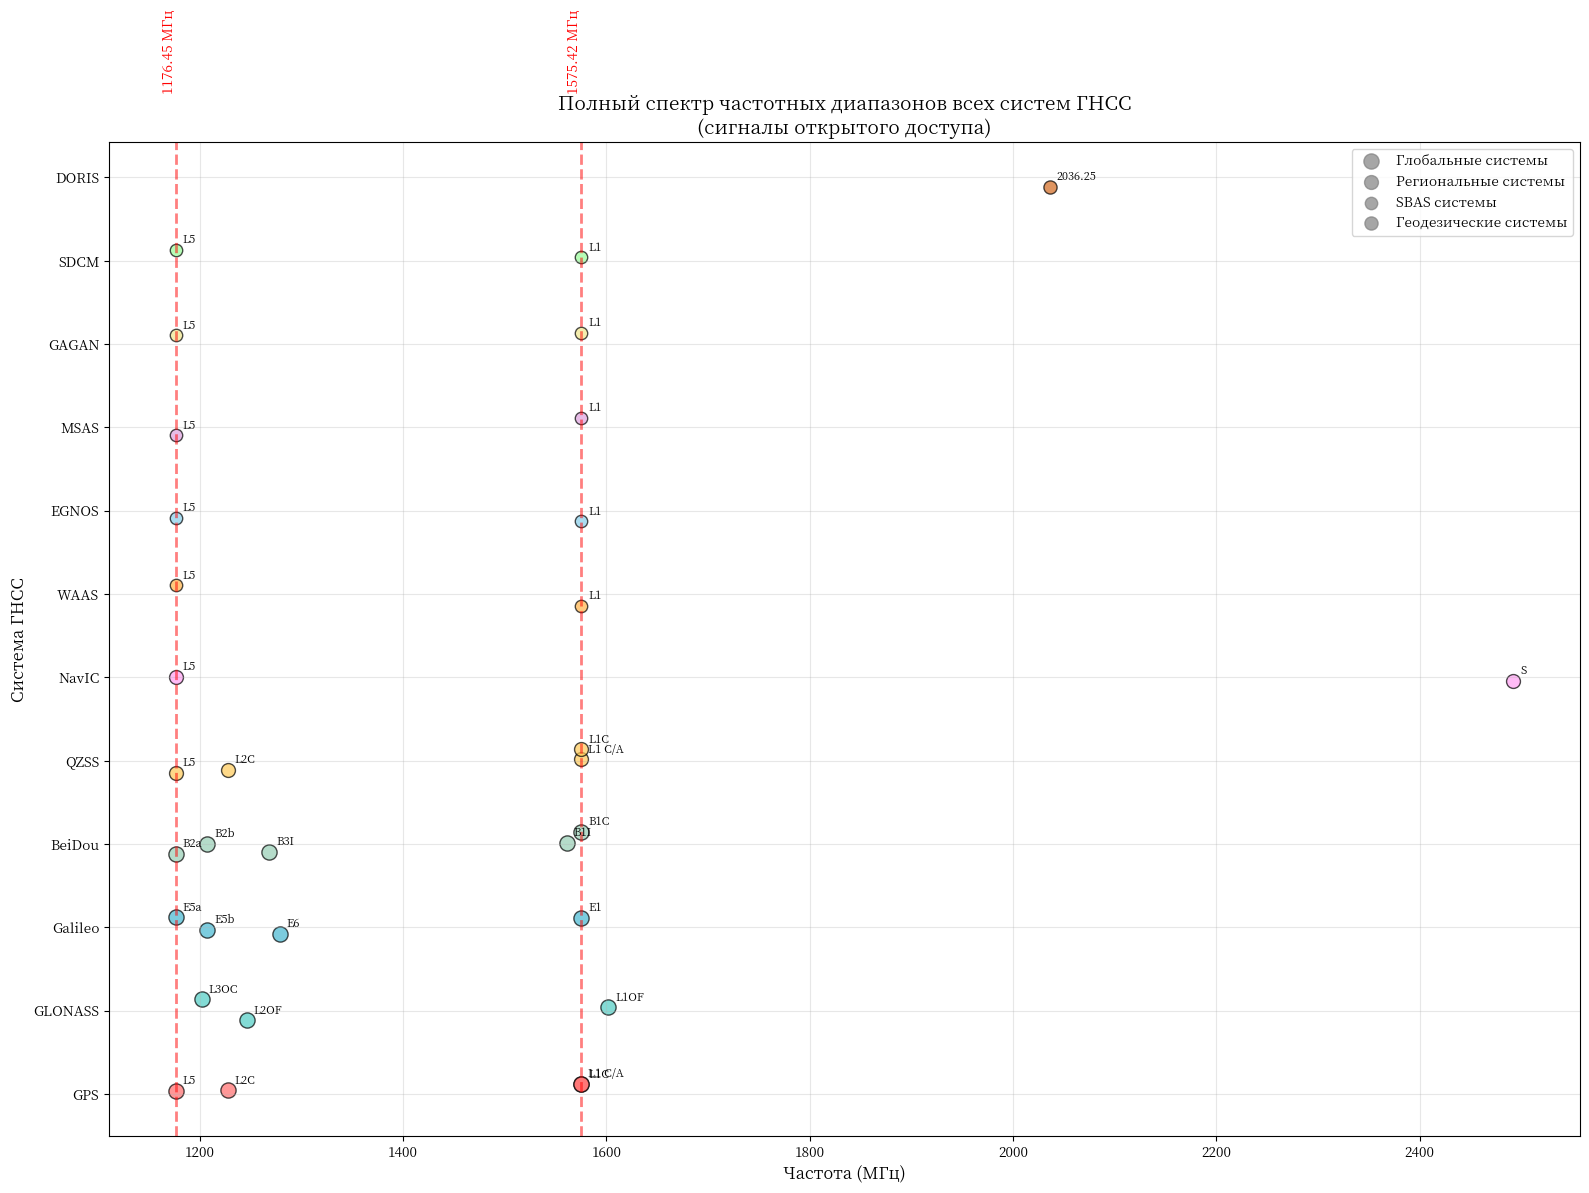 1176.45 МГц
1575.42 МГц
Полный спектр частотных диапазонов всех систем ГНСС
(сигналы открытого доступа)
Глобальные системы
Региональные системы
SBAS системы
Геодезические системы
Система ГНСС
DORIS
2036.25
SDCM
L5
L1
GAGAN
L5
L1
MSAS
L5
L1
EGNOS
L5
L1
WAAS
L5
L1
NavIC
L5
S
QZSS
L5
L2C
L1C
L1 C/A
BeiDou
B2a
B2b
B3I
B1I
B1C
Galileo
E5a
E5b
E6
E1
GLONASS
L3OC
L2OF
L1OF
GPS
L5
L2C
L1 C/A
L1C
1200
1400
1600
1800
2000
2200
2400
Частота (МГц)